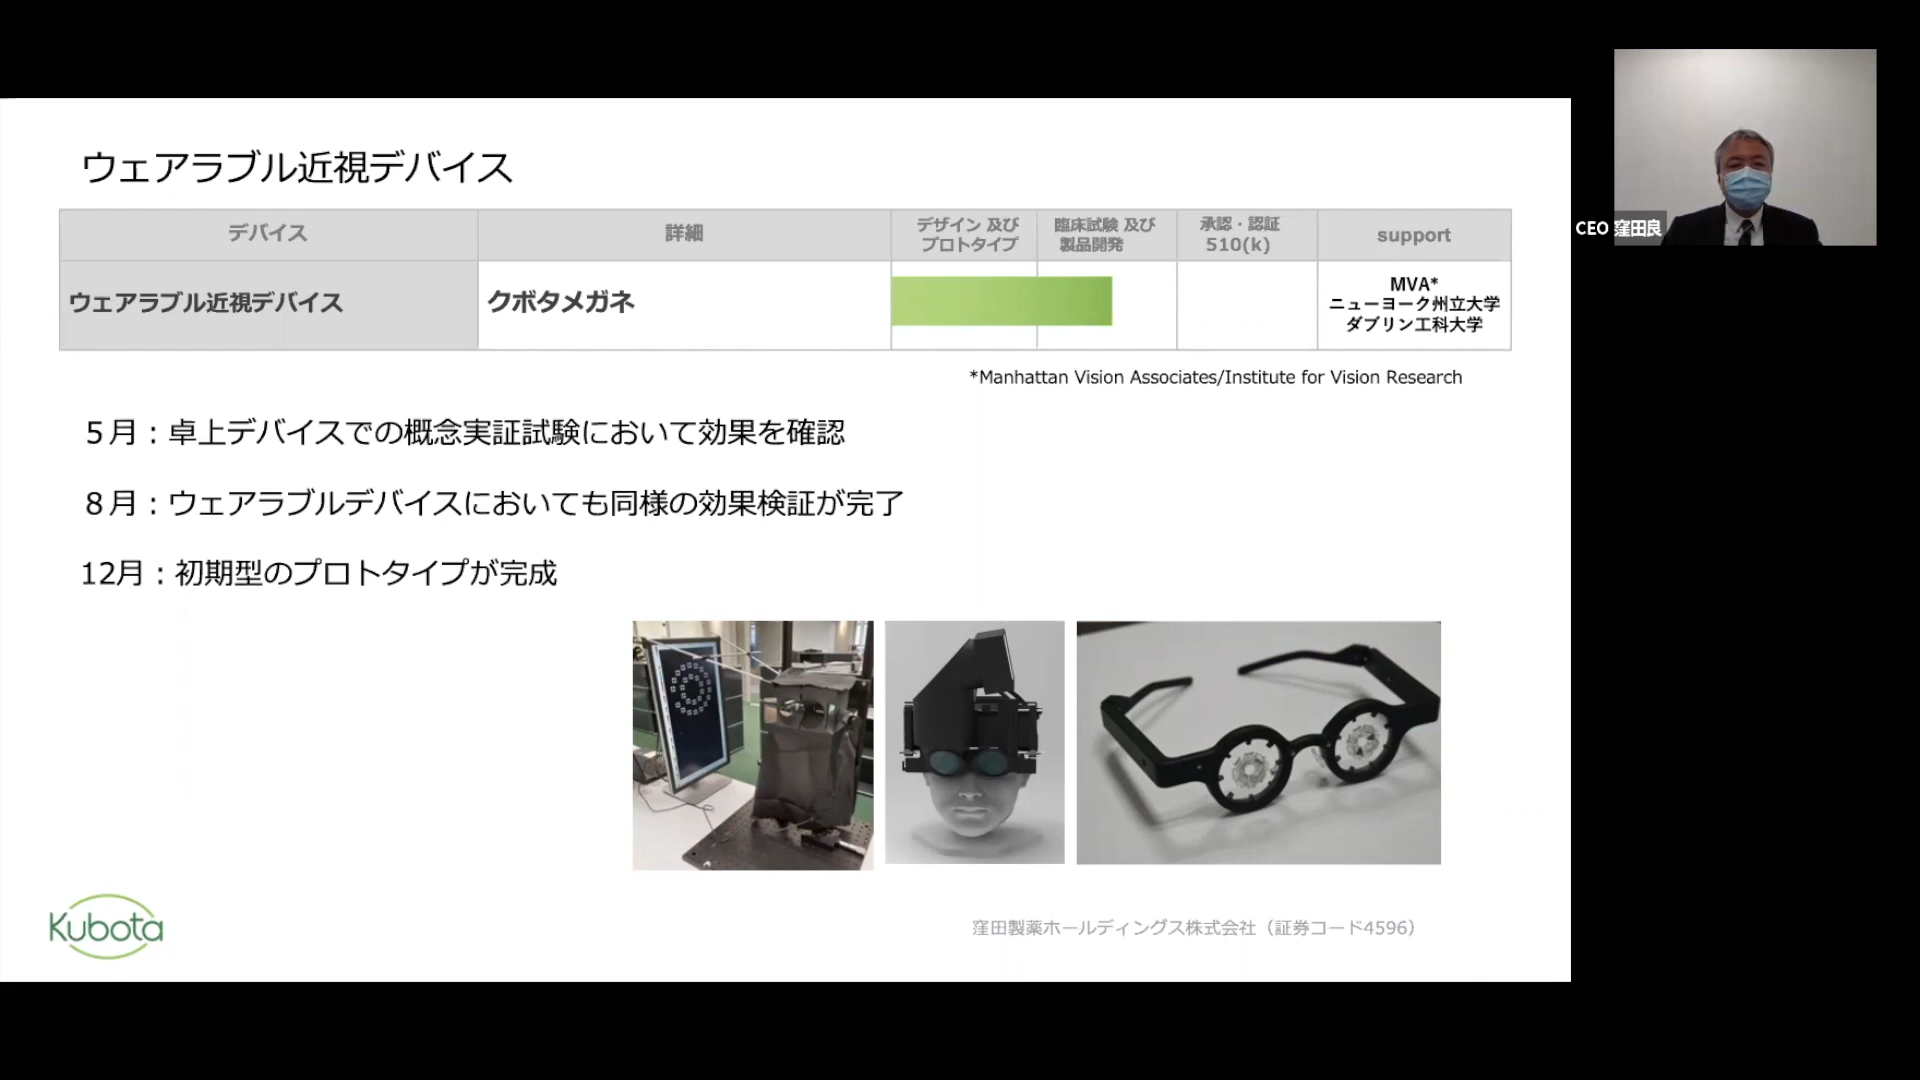 ウェアラブル近視デバイス
デバイス
詳細
デザイン 及び
プロトタイプ
臨床試験 及び
製品開発
承認・認証
510(k)
support
ウェアラブル近視デバイス
クボタメガネ
MVA*
ニューヨーク州立大学
ダブリン工科大学
*Manhattan Vision Associates/Institute for Vision Research
５月：卓上デバイスでの概念実証試験において効果を確認
８月：ウェアラブルデバイスにおいても同様の効果検証が完了
12月：初期型のプロトタイプが完成
Kubota
窪田製薬ホールディングス株式会社（証券コード4596）
CEO 窪田良